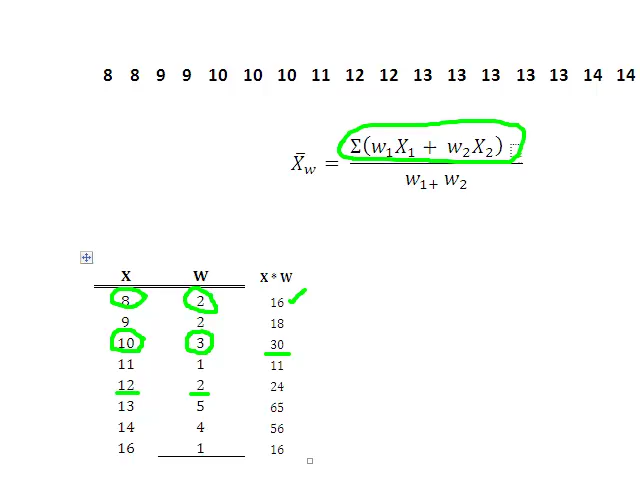 8 8 9 9 10 10 10 11 12 12 13 13 13 13 13 14 14
X̄w = Σ(w1X1 + w2X2) / w1+ w2
X W X * W
8 2 16
9 2 18
10 3 30
11 1 11
12 2 24
13 5 65
14 4 56
16 1 16